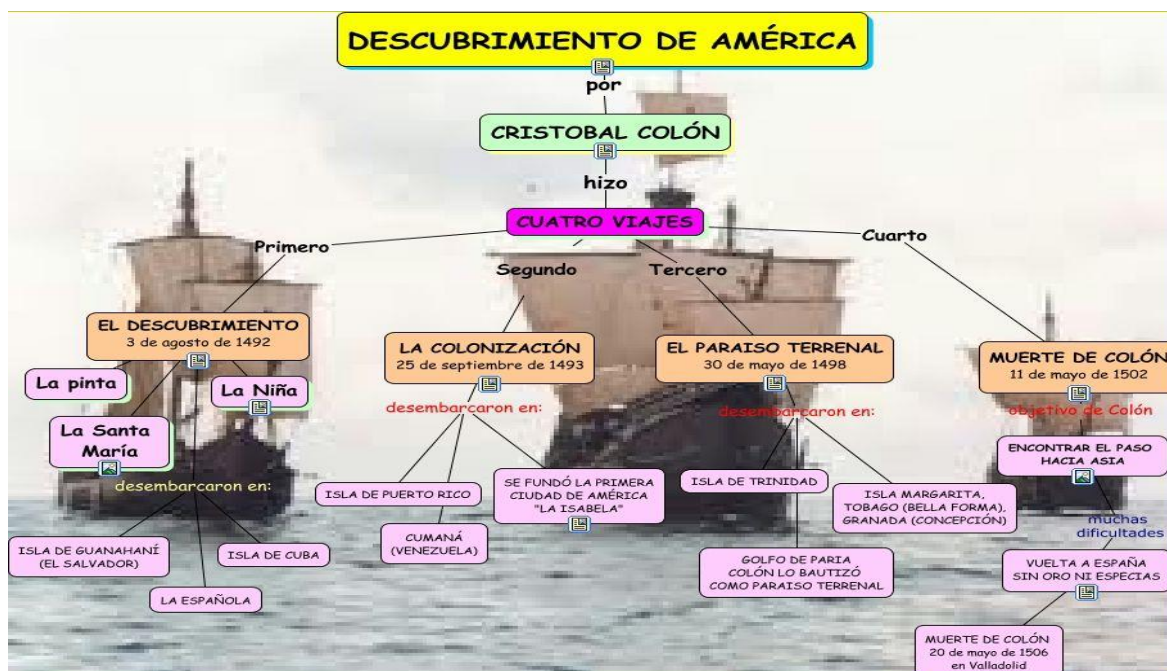 DESCUBRIMIENTO DE AMÉRICA
por
CRISTOBAL COLÓN
hizo
CUATRO VIAJES
Primero
Segundo
Tercero
Cuarto
EL DESCUBRIMIENTO
3 de agosto de 1492
La pinta
La Niña
La Santa
María
desembarcaron en:
ISLA DE GUANAHANÍ
(EL SALVADOR)
ISLA DE CUBA
LA ESPAÑOLA
LA COLONIZACIÓN
25 de septiembre de 1493
desembarcaron en:
ISLA DE PUERTO RICO
CUMANÁ
(VENEZUELA)
SE FUNDÓ LA PRIMERA
CIUDAD DE AMÉRICA
"LA ISABELA"
EL PARAISO TERRENAL
30 de mayo de 1498
desembarcaron en:
ISLA DE TRINIDAD
ISLA MARGARITA,
TOBAGO (BELLA FORMA),
GRANADA (CONCEPCIÓN)
GOLFO DE PARIA
COLÓN LO BAUTIZÓ
COMO PARAISO TERRENAL
MUERTE DE COLÓN
11 de mayo de 1502
objetivo de Colón
ENCONTRAR EL PASO
HACIA ASIA
muchas
dificultades
VUELTA A ESPAÑA
SIN ORO NI ESPECIAS
MUERTE DE COLÓN
20 de mayo de 1506
en Valladolid